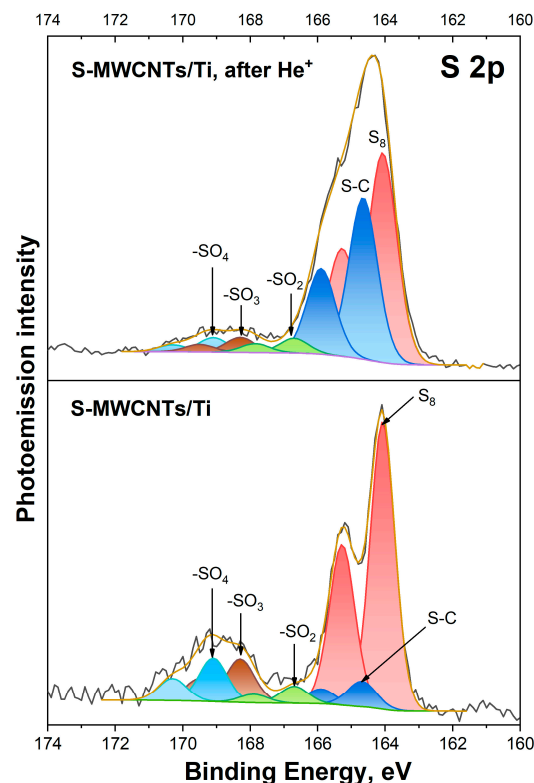 174 172 170 168 166 164 162 160
S-MWCNTs/Ti, after He⁺
S 2p
S₈
S-C
-SO₄
-SO₃
-SO₂
Photoemission intensity
S-MWCNTs/Ti
S₈
-SO₄
-SO₃
-SO₂
S-C
174 172 170 168 166 164 162 160
Binding Energy, eV